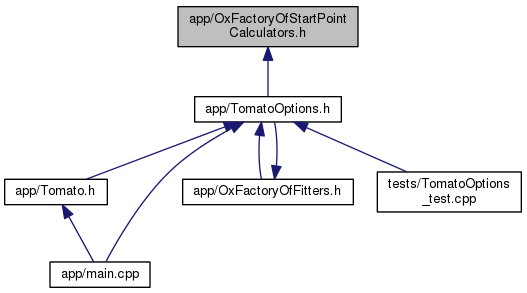 app/OxFactoryOfStartPoint
Calculators.h
app/TomatoOptions.h
app/Tomato.h
app/OxFactoryOfFitters.h
tests/TomatoOptions
_test.cpp
app/main.cpp